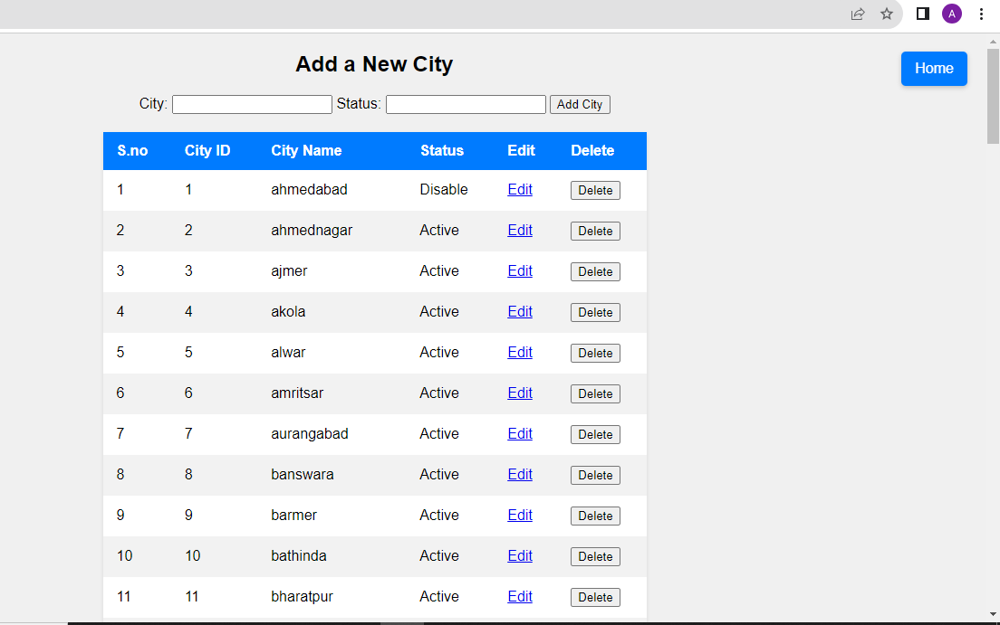 A
Add a New City
Home
City: Status: Add City
S.no City ID City Name Status Edit Delete
1 1 ahmedabad Disable Edit Delete
2 2 ahmednagar Active Edit Delete
3 3 ajmer Active Edit Delete
4 4 akola Active Edit Delete
5 5 alwar Active Edit Delete
6 6 amritsar Active Edit Delete
7 7 aurangabad Active Edit Delete
8 8 banswara Active Edit Delete
9 9 barmer Active Edit Delete
10 10 bathinda Active Edit Delete
11 11 bharatpur Active Edit Delete